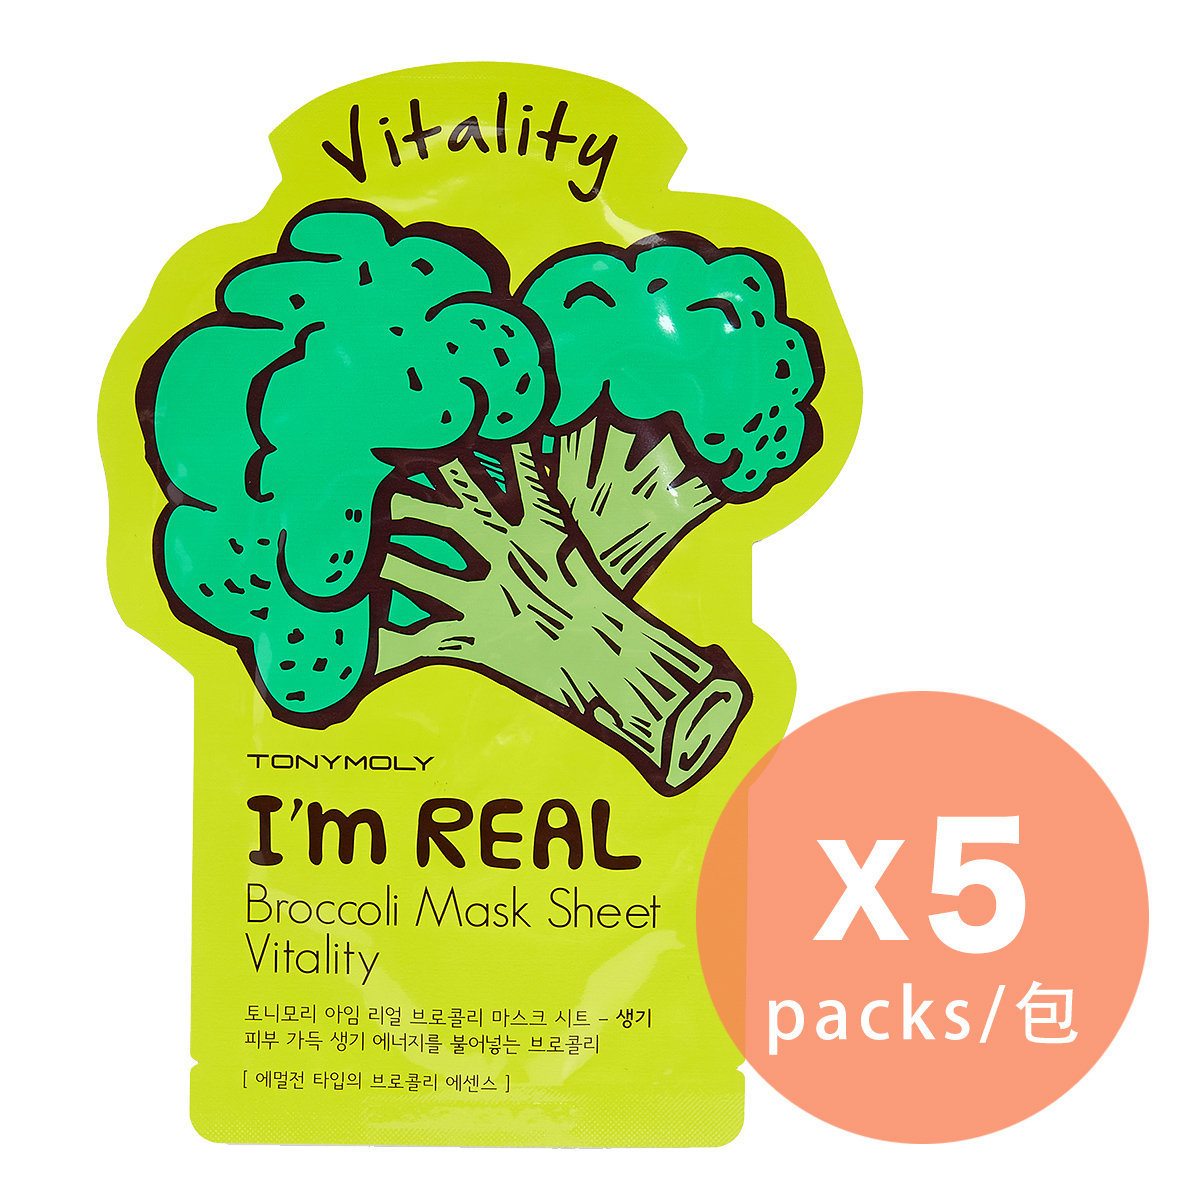 Vitality
TONYMOLY
I'm REAL
Broccoli Mask Sheet
Vitality
토니모리 아임 리얼 브로콜리 마스크 시트 – 생기
피부 가득 생기 에너지를 불어넣는 브로콜리
[ 에멀전 타입의 브로콜리 에센스 ]
x5
packs/包